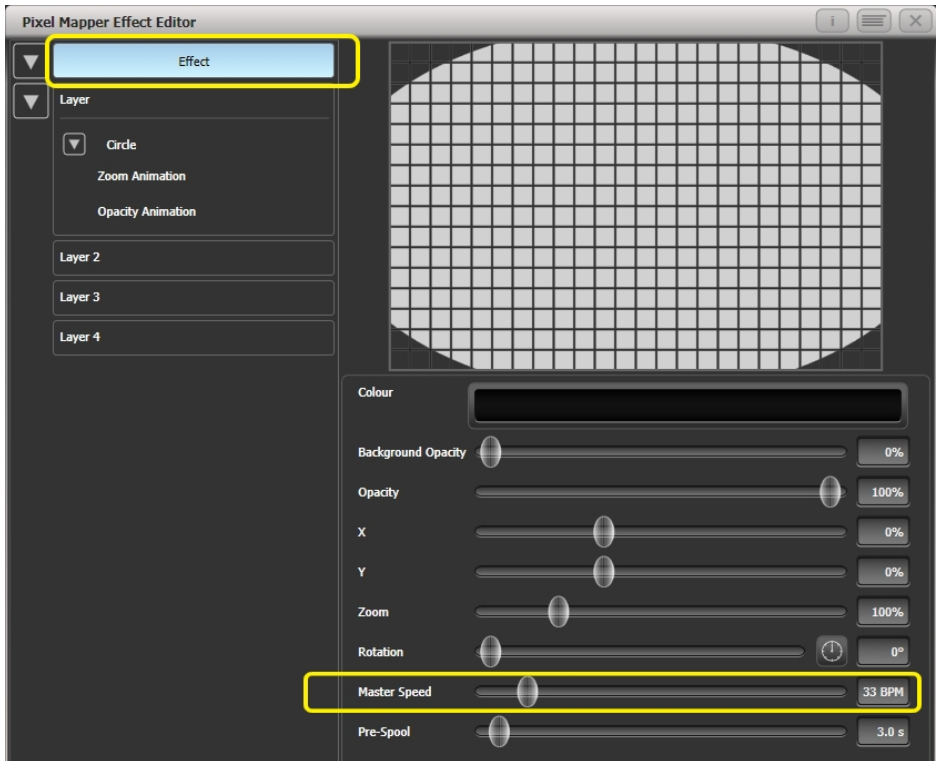 Pixel Mapper Effect Editor
i
Effect
Layer
Circle
Zoom Animation
Opacity Animation
Layer 2
Layer 3
Layer 4
Colour
Background Opacity 0%
Opacity 100%
X 0%
Y 0%
Zoom 100%
Rotation 0°
Master Speed 33 BPM
Pre-Spool 3.0 s